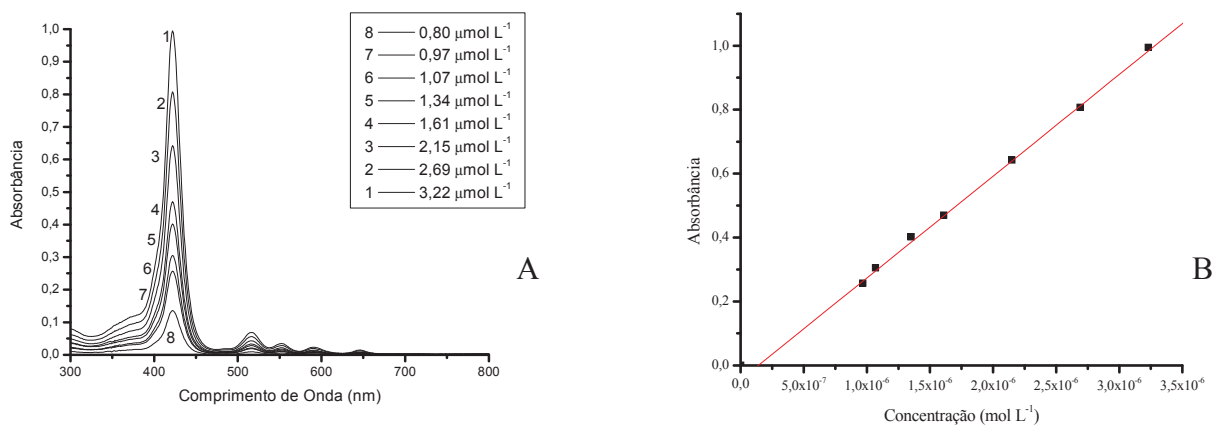 1,0
0,9
0,8
0,7
0,6
0,5
0,4
0,3
0,2
0,1
0,0
Absorbância
1
2
3
4
5
6
7
8
8 0,80 µmol L⁻¹
7 0,97 µmol L⁻¹
6 1,07 µmol L⁻¹
5 1,34 µmol L⁻¹
4 1,61 µmol L⁻¹
3 2,15 µmol L⁻¹
2 2,69 µmol L⁻¹
1 3,22 µmol L⁻¹
A
300 400 500 600 700 800
Comprimento de Onda (nm)
1,0
0,8
0,6
0,4
0,2
0,0
Absorbância
B
0,0 5,0x10⁻⁷ 1,0x10⁻⁶ 1,5x10⁻⁶ 2,0x10⁻⁶ 2,5x10⁻⁶ 3,0x10⁻⁶ 3,5x10⁻⁶
Concentração (mol L⁻¹)